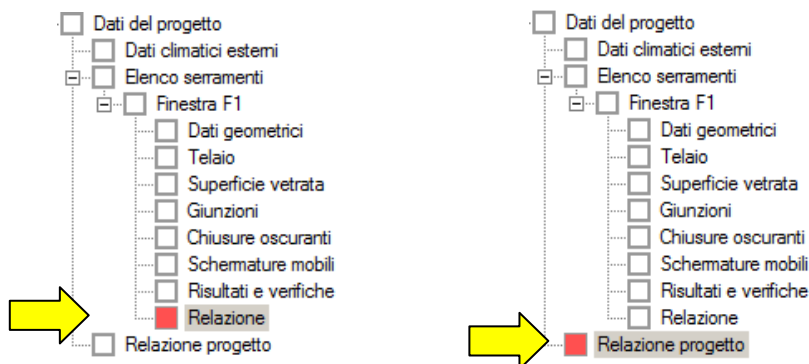 Dati del progetto
Dati climatici esterni
Elenco serramenti
Finestra F1
Dati geometrici
Telaio
Superficie vetrata
Giunzioni
Chiusure oscuranti
Schermature mobili
Risultati e verifiche
Relazione
Relazione progetto
Dati del progetto
Dati climatici esterni
Elenco serramenti
Finestra F1
Dati geometrici
Telaio
Superficie vetrata
Giunzioni
Chiusure oscuranti
Schermature mobili
Risultati e verifiche
Relazione
Relazione progetto